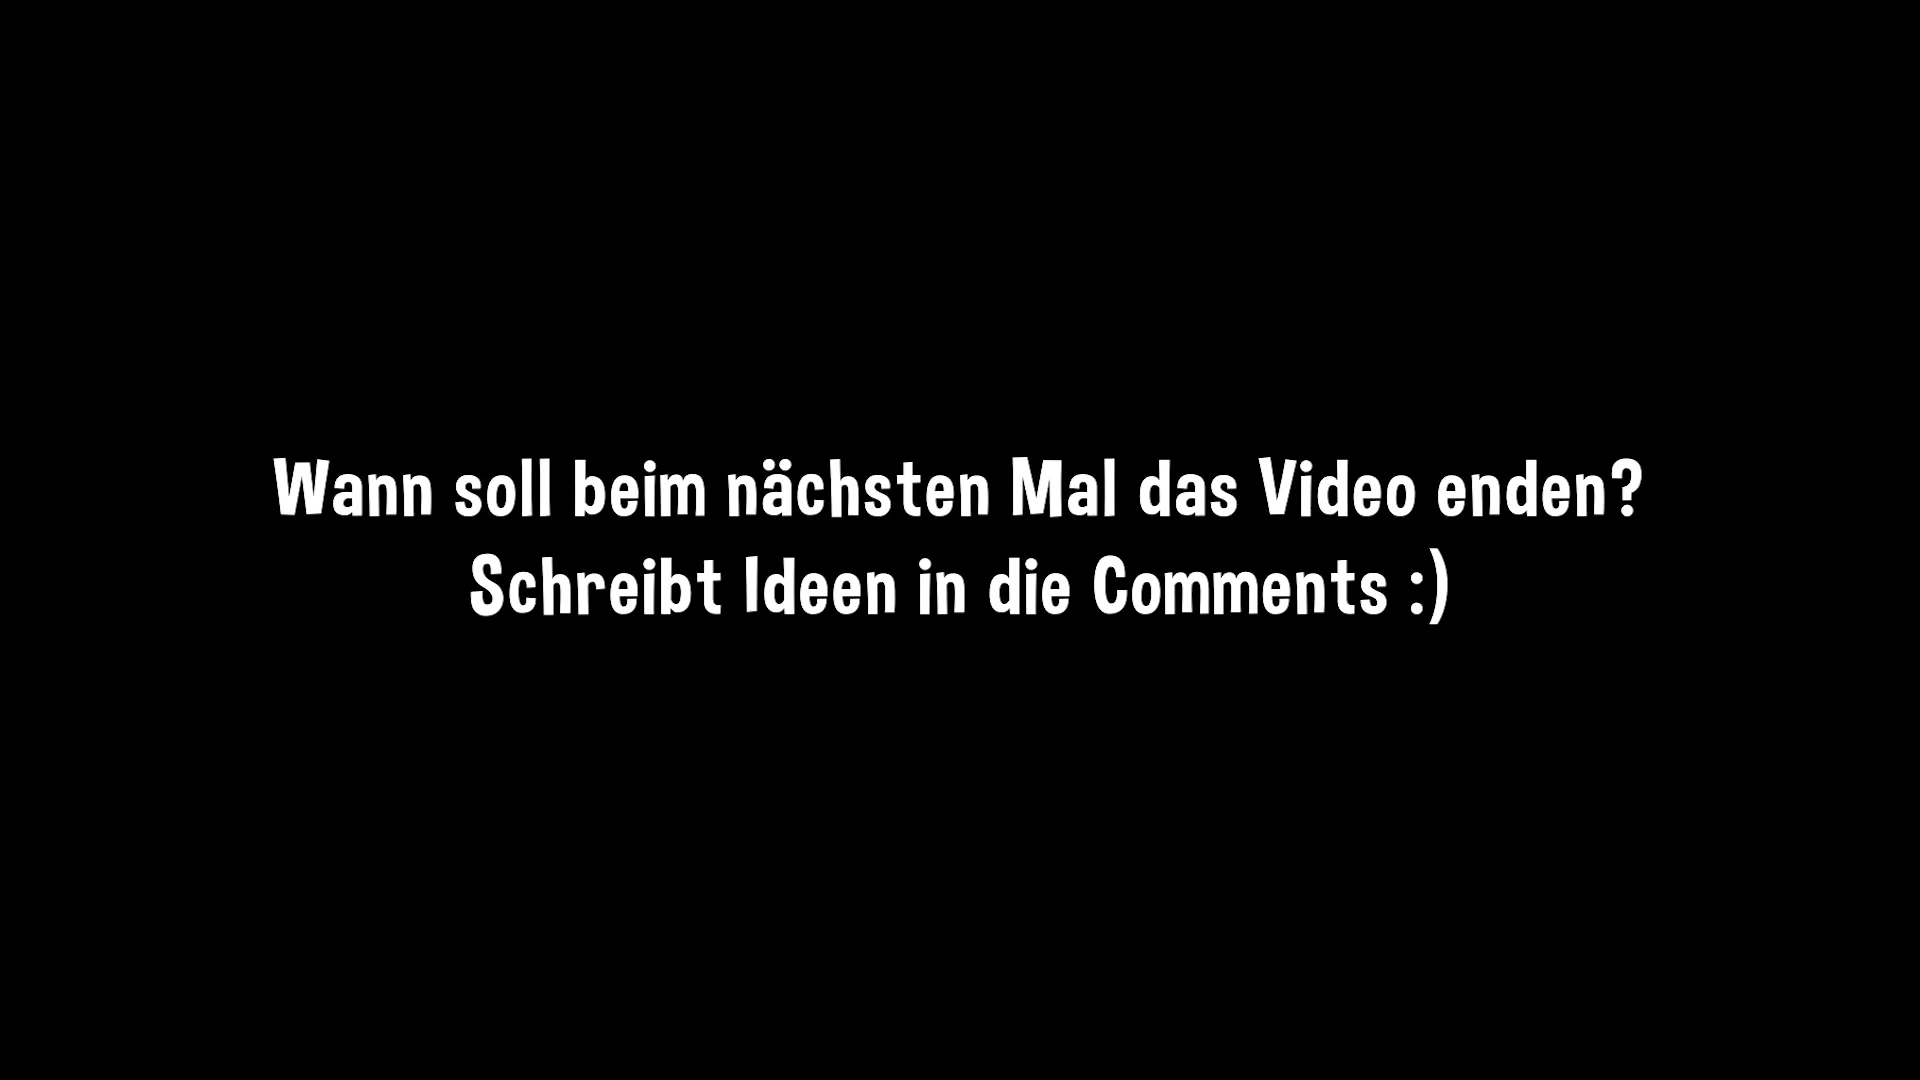 Wann soll beim nächsten Mal das Video enden?
Schreibt Ideen in die Comments :)